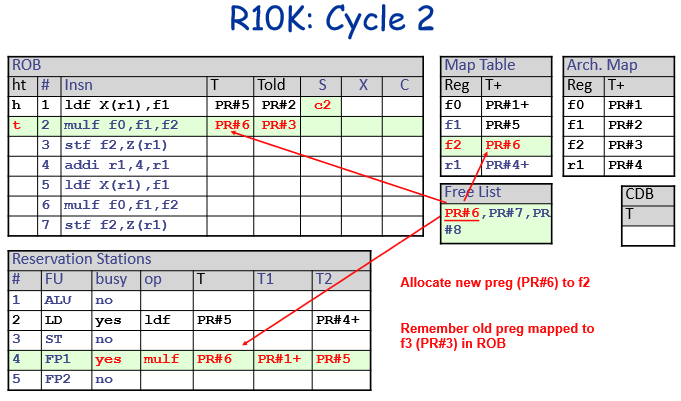 R10K: Cycle 2
ROB
ht # Insn T Told S X C
h 1 ldf X(r1),f1 PR#5 PR#2 c2
t 2 mulf f0,f1,f2 PR#6 PR#3
3 stf f2,Z(r1)
4 addi r1,4,r1
5 ldf X(r1),f1
6 mulf f0,f1,f2
7 stf f2,Z(r1)
Map Table
Reg T+
f0 PR#1+
f1 PR#5
f2 PR#6
r1 PR#4+
Arch. Map
Reg T+
f0 PR#1
f1 PR#2
f2 PR#3
r1 PR#4
Free List
PR#6,PR#7,PR
#8
CDB
T
Reservation Stations
# FU busy op T T1 T2
1 ALU no
2 LD yes ldf PR#5 PR#4+
3 ST no
4 FP1 yes mulf PR#6 PR#1+ PR#5
5 FP2 no
Allocate new preg (PR#6) to f2
Remember old preg mapped to
f3 (PR#3) in ROB